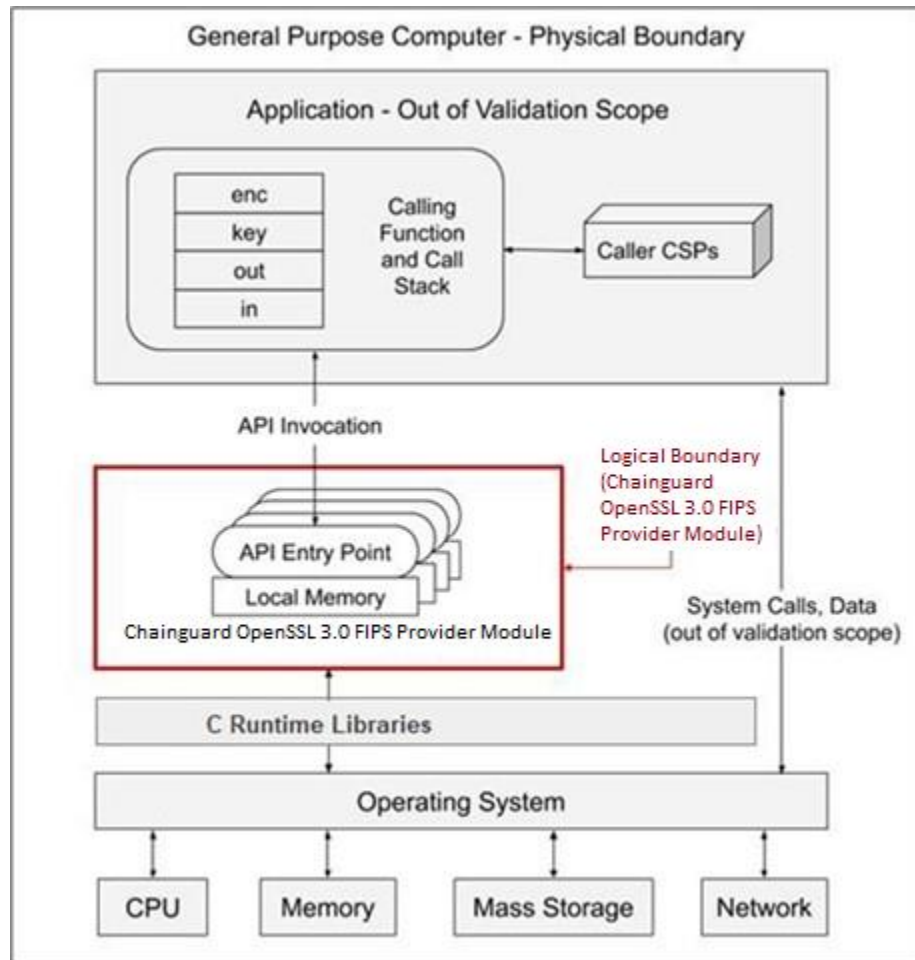 General Purpose Computer - Physical Boundary
Application - Out of Validation Scope
enc
key
out
in
Calling
Function
and Call
Stack
Caller CSPs
API Invocation
Logical Boundary
(Chainguard
OpenSSL 3.0 FIPS
Provider Module)
API Entry Point
Local Memory
Chainguard OpenSSL 3.0 FIPS Provider Module
System Calls, Data
(out of validation scope)
C Runtime Libraries
Operating System
CPU
Memory
Mass Storage
Network